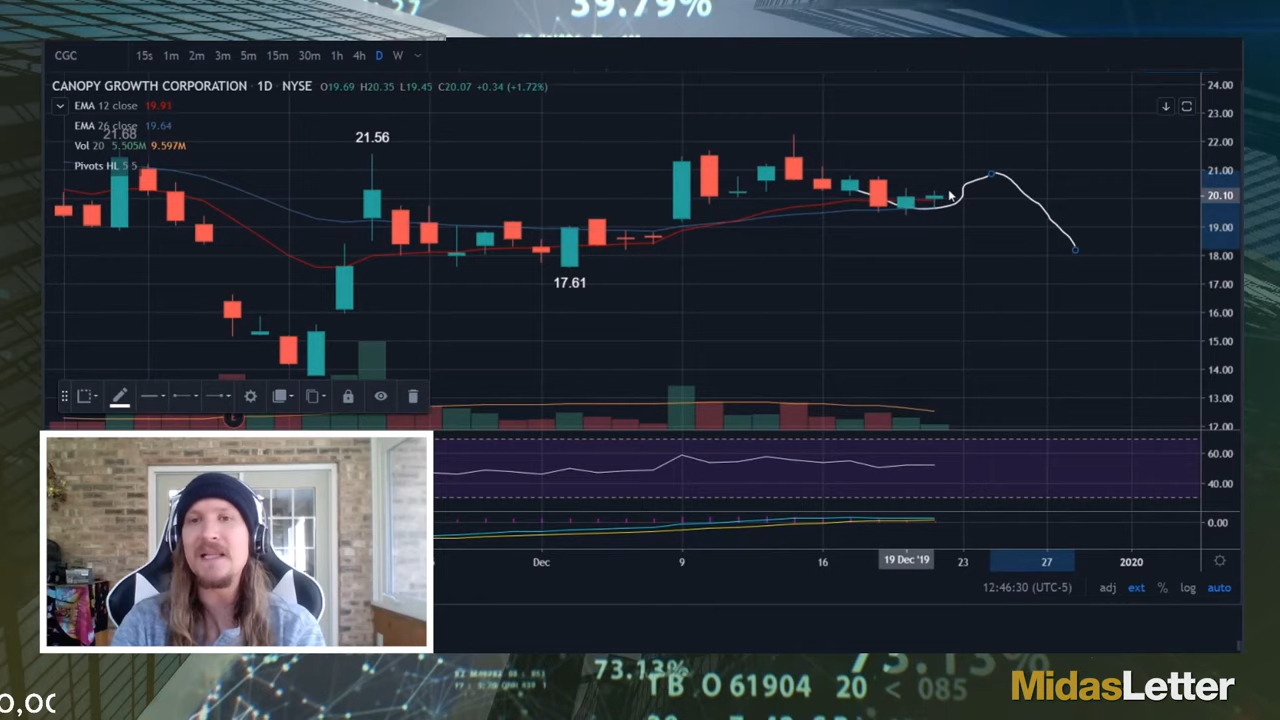 39.79%
CGC 15s 1m 2m 3m 5m 15m 30m 1h 4h D W
CANOPY GROWTH CORPORATION · 1D · NYSE O19.69 H20.35 L19.45 C20.07 +0.34 (+1.72%)
EMA 12 close 19.91
EMA 26 close 19.64
21.68
Vol 20 5.505M 9.597M
Pivots HL 5 5
21.56
17.61
24.00
23.00
22.00
21.00
20.10
19.00
18.00
17.00
16.00
15.00
14.00
13.00
12.00
60.00
40.00
0.00
Dec 9 16 19 Dec '19 23 27 2020
12:46:30 (UTC-5) adj ext % log auto
73.13%
TB O 61904 20 < 085
73.13%
MidasLetter